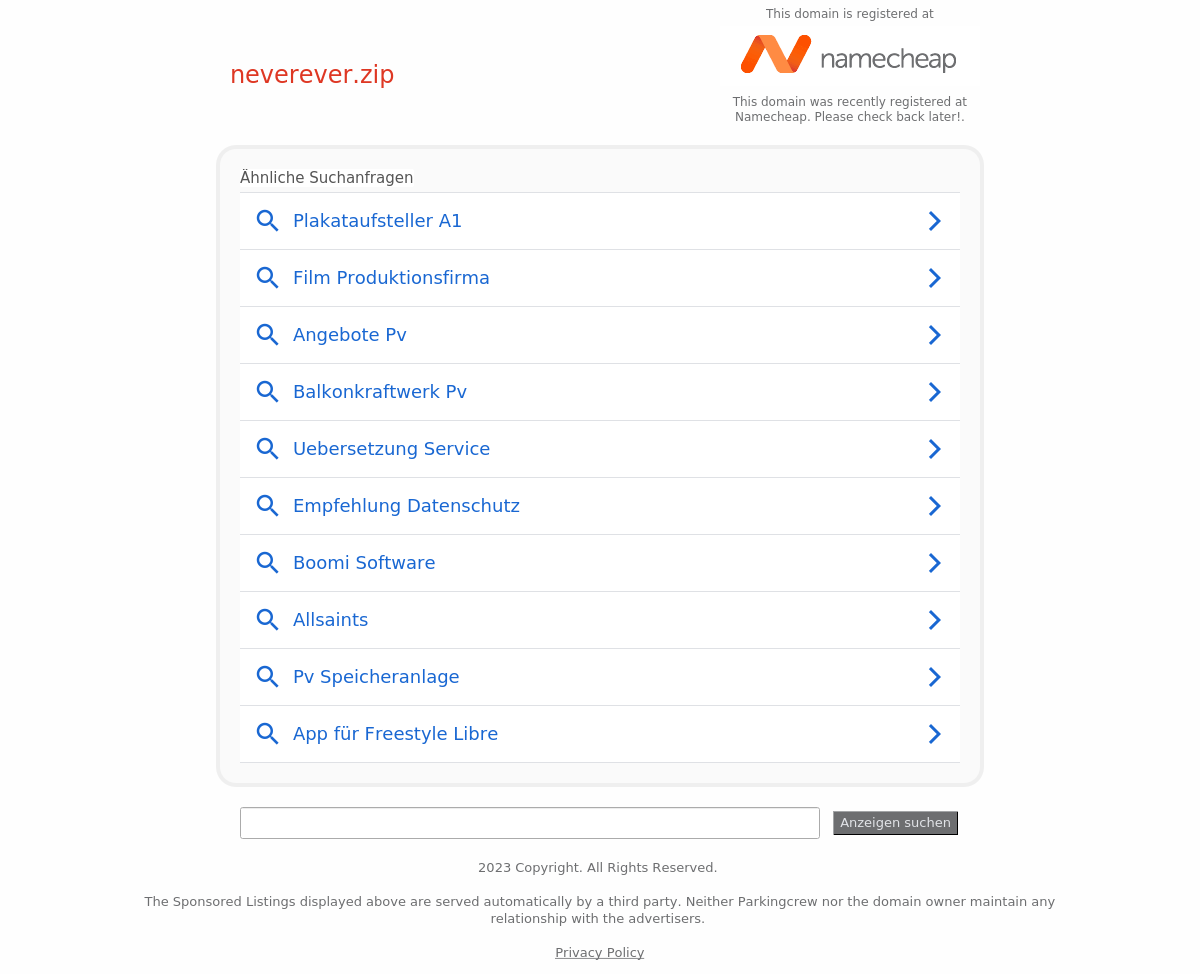 This domain is registered at
neverever.zip
namecheap
This domain was recently registered at
Namecheap. Please check back later!.
Ähnliche Suchanfragen
Plakataufsteller A1
Film Produktionsfirma
Angebote Pv
Balkonkraftwerk Pv
Uebersetzung Service
Empfehlung Datenschutz
Boomi Software
Allsaints
Pv Speicheranlage
App für Freestyle Libre
Anzeigen suchen
2023 Copyright. All Rights Reserved.
The Sponsored Listings displayed above are served automatically by a third party. Neither Parkingcrew nor the domain owner maintain any
relationship with the advertisers.
Privacy Policy